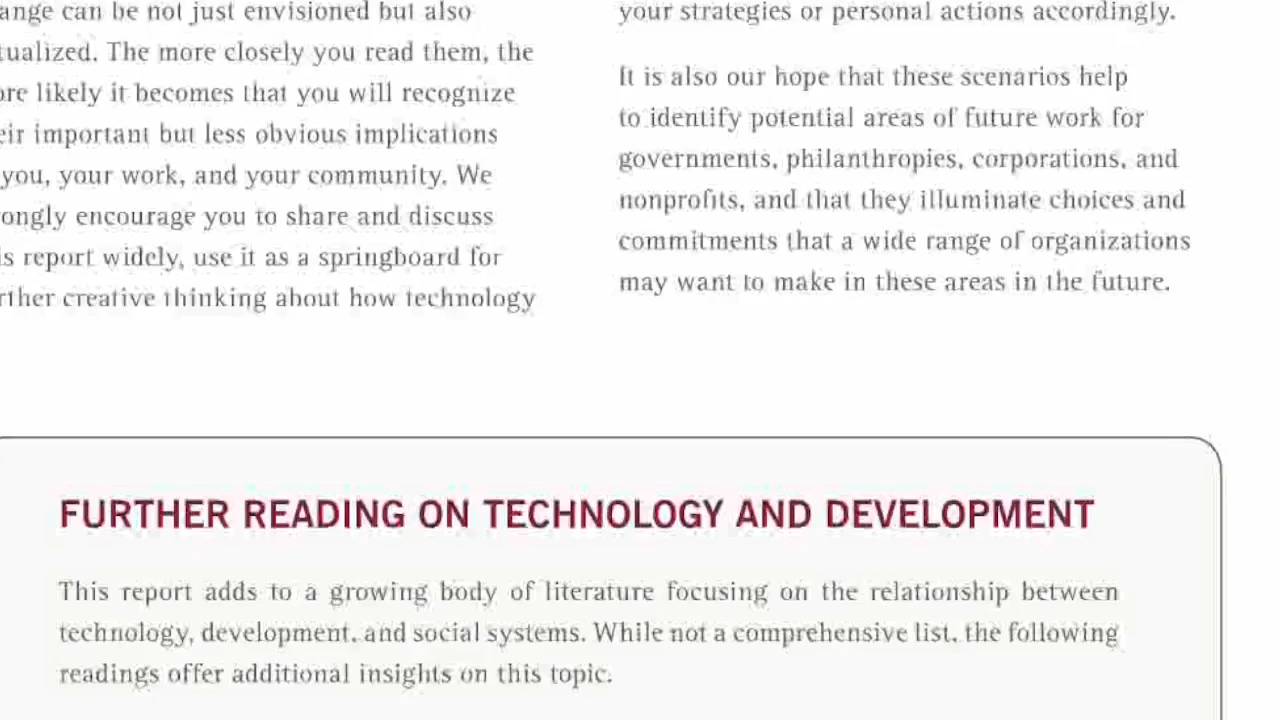 ange can be not just envisioned but also
tualized. The more closely you read them, the
ore likely it becomes that you will recognize
eir important but less obvious implications
you, your work, and your community. We
ongly encourage you to share and discuss
is report widely, use it as a springboard for
rther creative thinking about how technology
your strategies or personal actions accordingly.
It is also our hope that these scenarios help
to identify potential areas of future work for
governments, philanthropies, corporations, and
nonprofits, and that they illuminate choices and
commitments that a wide range of organizations
may want to make in these areas in the future.
FURTHER READING ON TECHNOLOGY AND DEVELOPMENT
This report adds to a growing body of literature focusing on the relationship between
technology, development, and social systems. While not a comprehensive list, the following
readings offer additional insights on this topic.